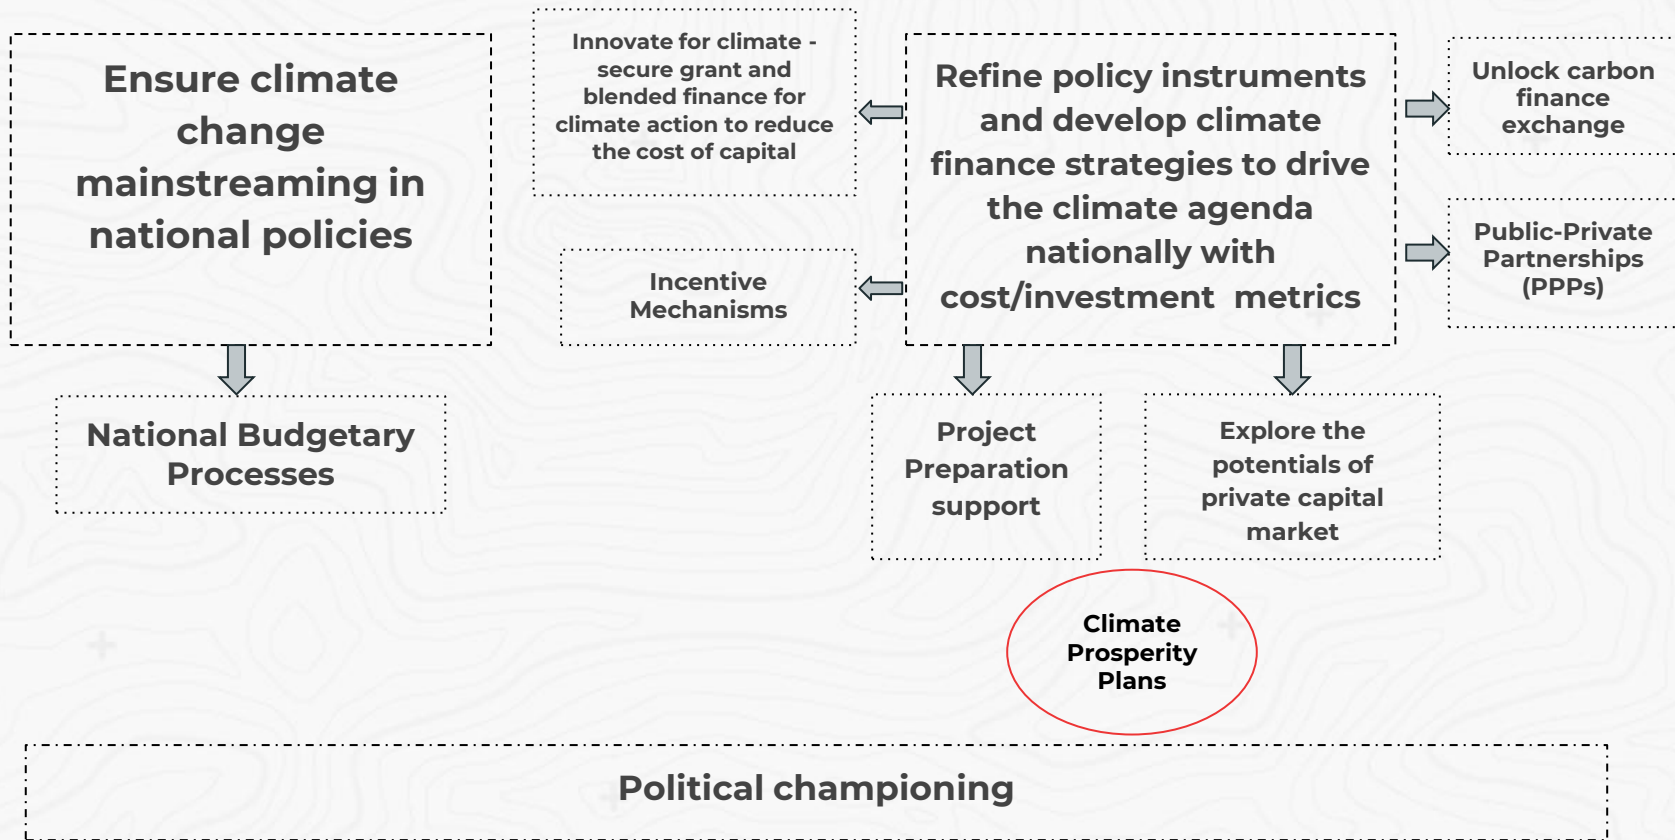 Ensure climate
change
mainstreaming in
national policies
National Budgetary
Processes
Innovate for climate -
secure grant and
blended finance for
climate action to reduce
the cost of capital
Incentive
Mechanisms
Refine policy instruments
and develop climate
finance strategies to drive
the climate agenda
nationally with
cost/investment  metrics
Unlock carbon
finance
exchange
Public-Private
Partnerships
(PPPs)
Project
Preparation
support
Explore the
potentials of
private capital
market
Climate
Prosperity
Plans
Political championing